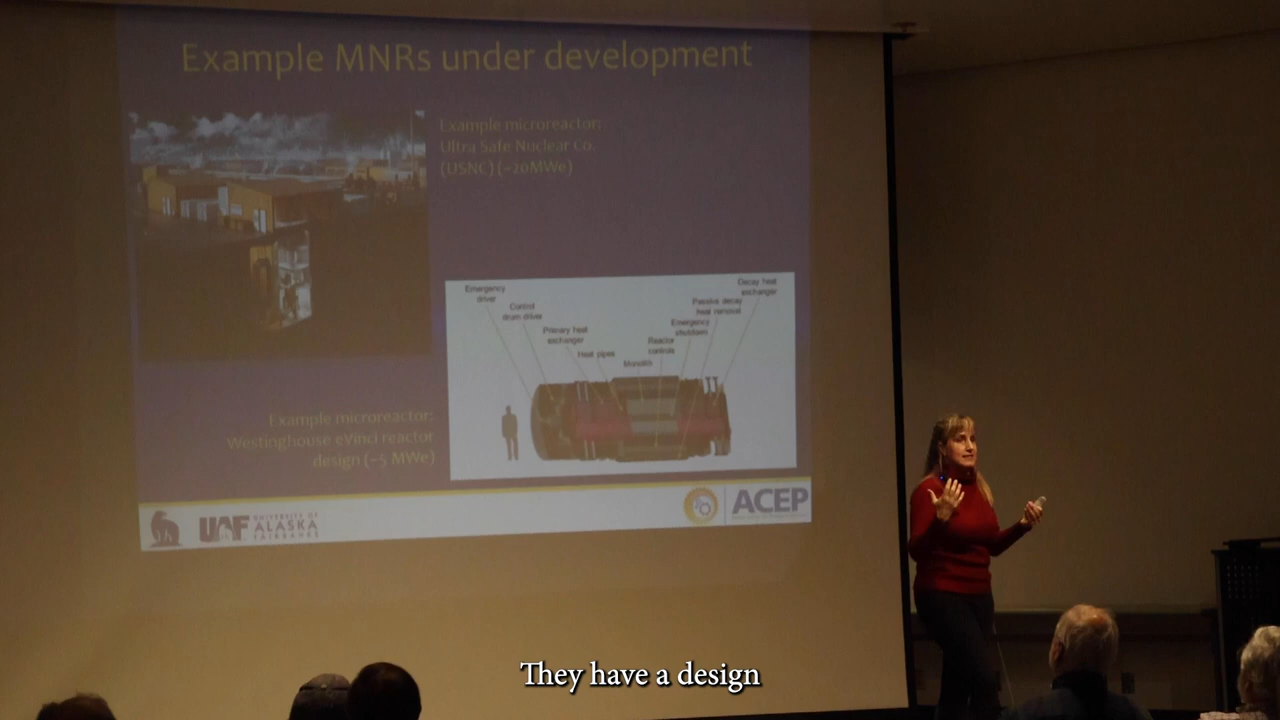 Example MNRs under development
Example microreactor:
Ultra Safe Nuclear Co.
(USNC) (~20MWe)
Decay heat
exchanger
Emergency
driver
Passive decay
heat removal
Control
drum driver
Emergency
shutdown
Primary heat
exchanger
Reactor
controls
Heat pipes
Monolith
Example microreactor:
Westinghouse eVinci reactor
design (~5 MWe)
UAF
UNIVERSITY OF
ALASKA
FAIRBANKS
ACEP
They have a design